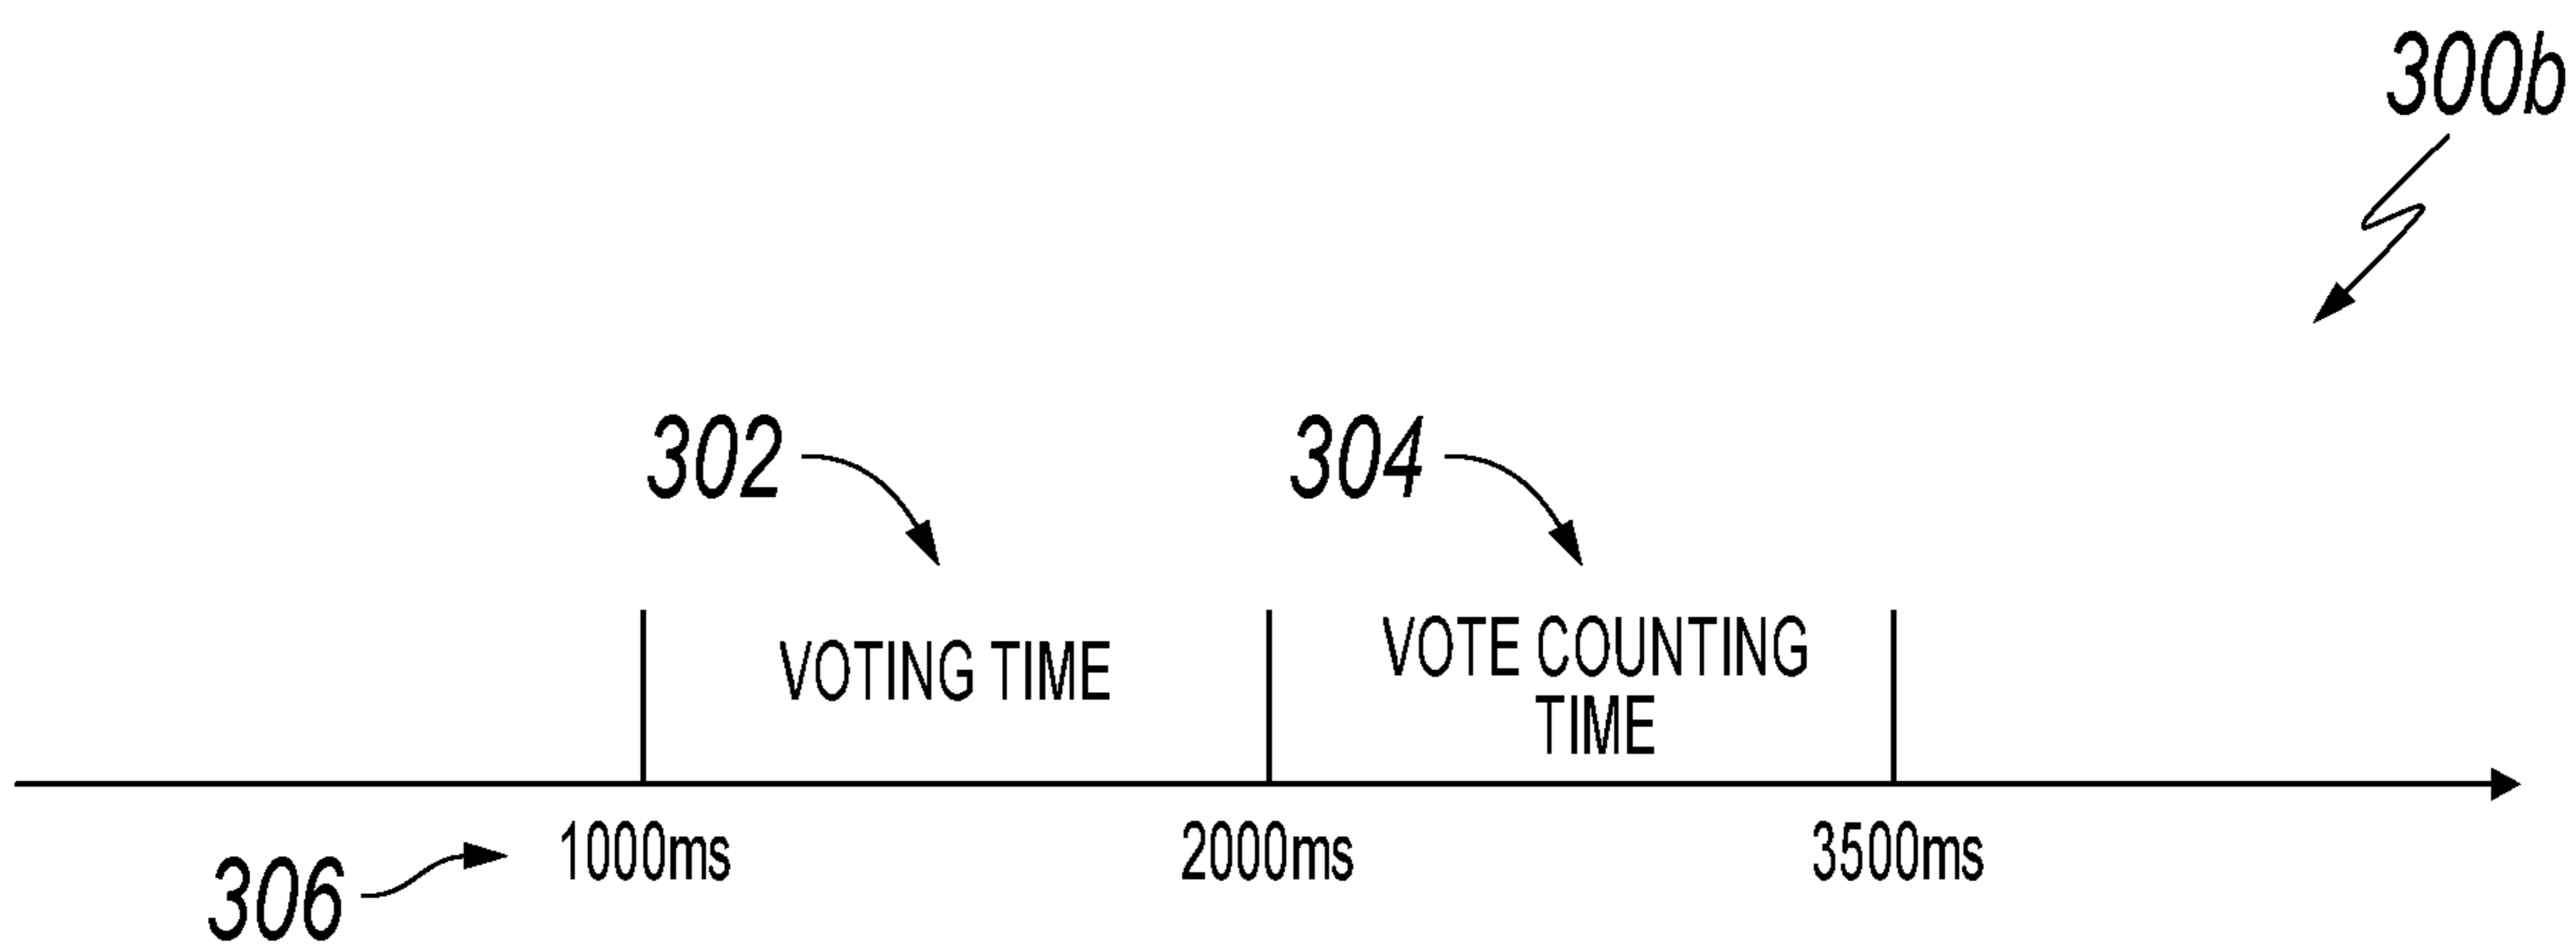 300b
302
304
VOTING TIME
VOTE COUNTING
TIME
306
1000ms
2000ms
3500ms